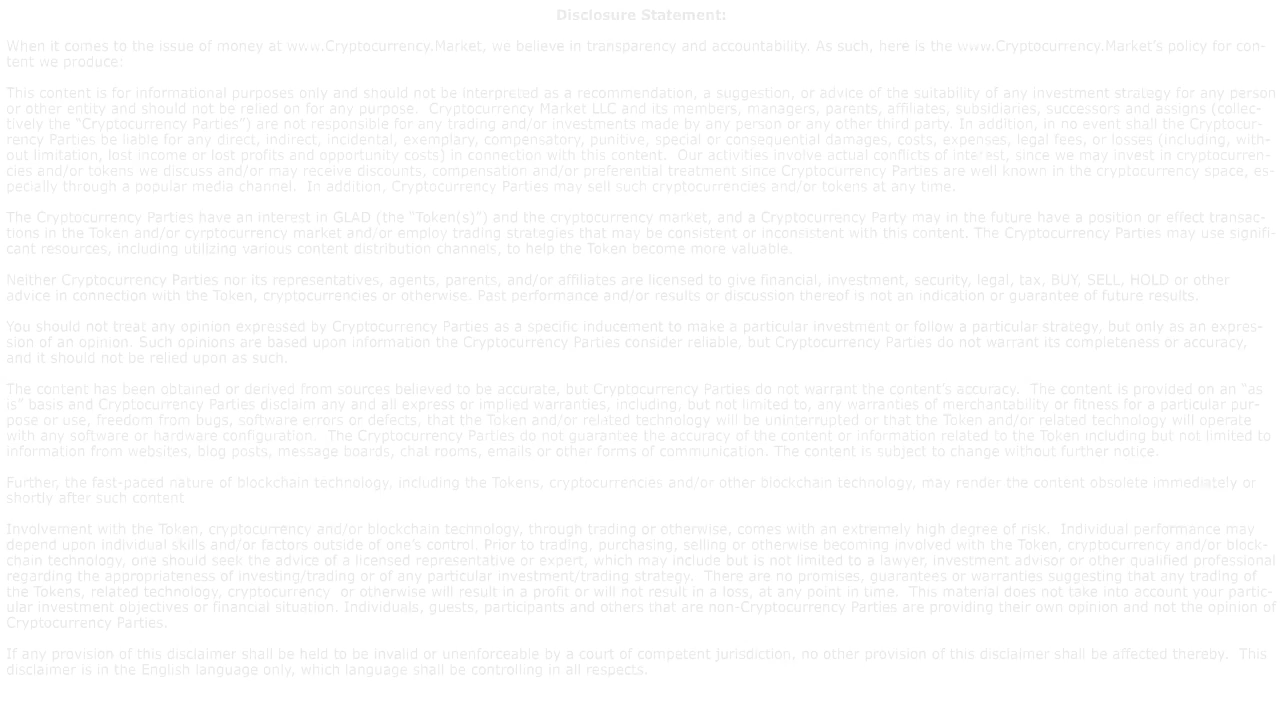 Disclosure Statement:
When it comes to the issue of money at www.Cryptocurrency.Market, we believe in transparency and accountability. As such, here is the www.Cryptocurrency.Market's policy for con-
tent we produce:
This content is for informational purposes only and should not be interpreted as a recommendation, a suggestion, or advice of the suitability of any investment strategy for any person
or other entity and should not be relied on for any purpose.  Cryptocurrency Market LLC and its members, managers, parents, affiliates, subsidiaries, successors and assigns (collec-
tively the "Cryptocurrency Parties") are not responsible for any trading and/or investments made by any person or any other third party. In addition, in no event shall the Cryptocur-
rency Parties be liable for any direct, indirect, incidental, exemplary, compensatory, punitive, special or consequential damages, costs, expenses, legal fees, or losses (including, with-
out limitation, lost income or lost profits and opportunity costs) in connection with this content.  Our activities involve actual conflicts of interest, since we may invest in cryptocurren-
cies and/or tokens we discuss and/or may receive discounts, compensation and/or preferential treatment since Cryptocurrency Parties are well known in the cryptocurrency space, es-
pecially through a popular media channel.  In addition, Cryptocurrency Parties may sell such cryptocurrencies and/or tokens at any time.
The Cryptocurrency Parties have an interest in GLAD (the "Token(s)") and the cryptocurrency market, and a Cryptocurrency Party may in the future have a position or effect transac-
tions in the Token and/or cyrptocurrency market and/or employ trading strategies that may be consistent or inconsistent with this content. The Cryptocurrency Parties may use signifi-
cant resources, including utilizing various content distribution channels, to help the Token become more valuable.
Neither Cryptocurrency Parties nor its representatives, agents, parents, and/or affiliates are licensed to give financial, investment, security, legal, tax, BUY, SELL, HOLD or other
advice in connection with the Token, cryptocurrencies or otherwise. Past performance and/or results or discussion thereof is not an indication or guarantee of future results.
You should not treat any opinion expressed by Cryptocurrency Parties as a specific inducement to make a particular investment or follow a particular strategy, but only as an expres-
sion of an opinion. Such opinions are based upon information the Cryptocurrency Parties consider reliable, but Cryptocurrency Parties do not warrant its completeness or accuracy,
and it should not be relied upon as such.
The content has been obtained or derived from sources believed to be accurate, but Cryptocurrency Parties do not warrant the content's accuracy.  The content is provided on an "as
is" basis and Cryptocurrency Parties disclaim any and all express or implied warranties, including, but not limited to, any warranties of merchantability or fitness for a particular pur-
pose or use, freedom from bugs, software errors or defects, that the Token and/or related technology will be uninterrupted or that the Token and/or related technology will operate
with any software or hardware configuration.  The Cryptocurrency Parties do not guarantee the accuracy of the content or information related to the Token including but not limited to
information from websites, blog posts, message boards, chat rooms, emails or other forms of communication. The content is subject to change without further notice.
Further, the fast-paced nature of blockchain technology, including the Tokens, cryptocurrencies and/or other blockchain technology, may render the content obsolete immediately or
shortly after such content
Involvement with the Token, cryptocurrency and/or blockchain technology, through trading or otherwise, comes with an extremely high degree of risk.  Individual performance may
depend upon individual skills and/or factors outside of one's control. Prior to trading, purchasing, selling or otherwise becoming involved with the Token, cryptocurrency and/or block-
chain technology, one should seek the advice of a licensed representative or expert, which may include but is not limited to a lawyer, investment advisor or other qualified professional
regarding the appropriateness of investing/trading or of any particular investment/trading strategy.  There are no promises, guarantees or warranties suggesting that any trading of
the Tokens, related technology, cryptocurrency  or otherwise will result in a profit or will not result in a loss, at any point in time.  This material does not take into account your partic-
ular investment objectives or financial situation. Individuals, guests, participants and others that are non-Cryptocurrency Parties are providing their own opinion and not the opinion of
Cryptocurrency Parties.
If any provision of this disclaimer shall be held to be invalid or unenforceable by a court of competent jurisdiction, no other provision of this disclaimer shall be affected thereby.  This
disclaimer is in the English language only, which language shall be controlling in all respects.